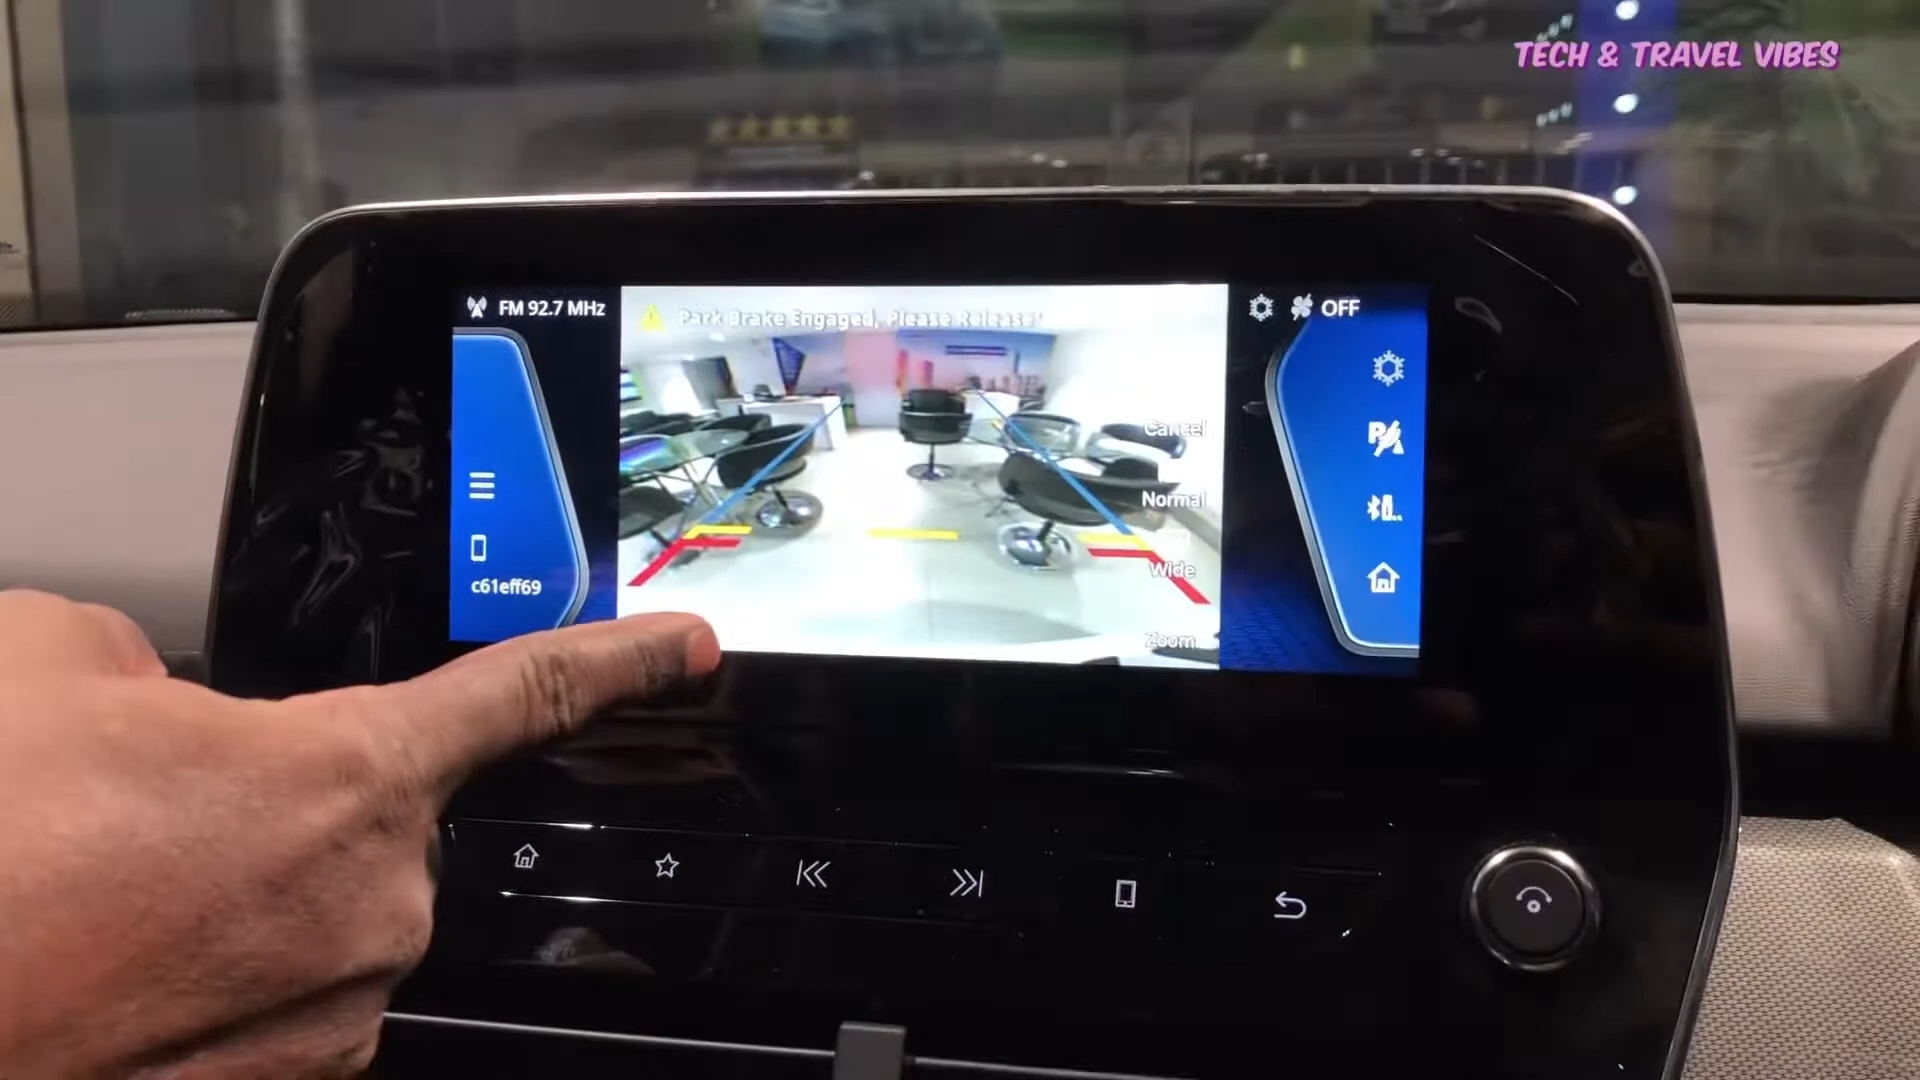 TECH & TRAVEL VIBES
FM 92.7 MHz
Park Brake Engaged, Please Release!
OFF
Cancel
Normal
Wide
Zoom
c61eff69